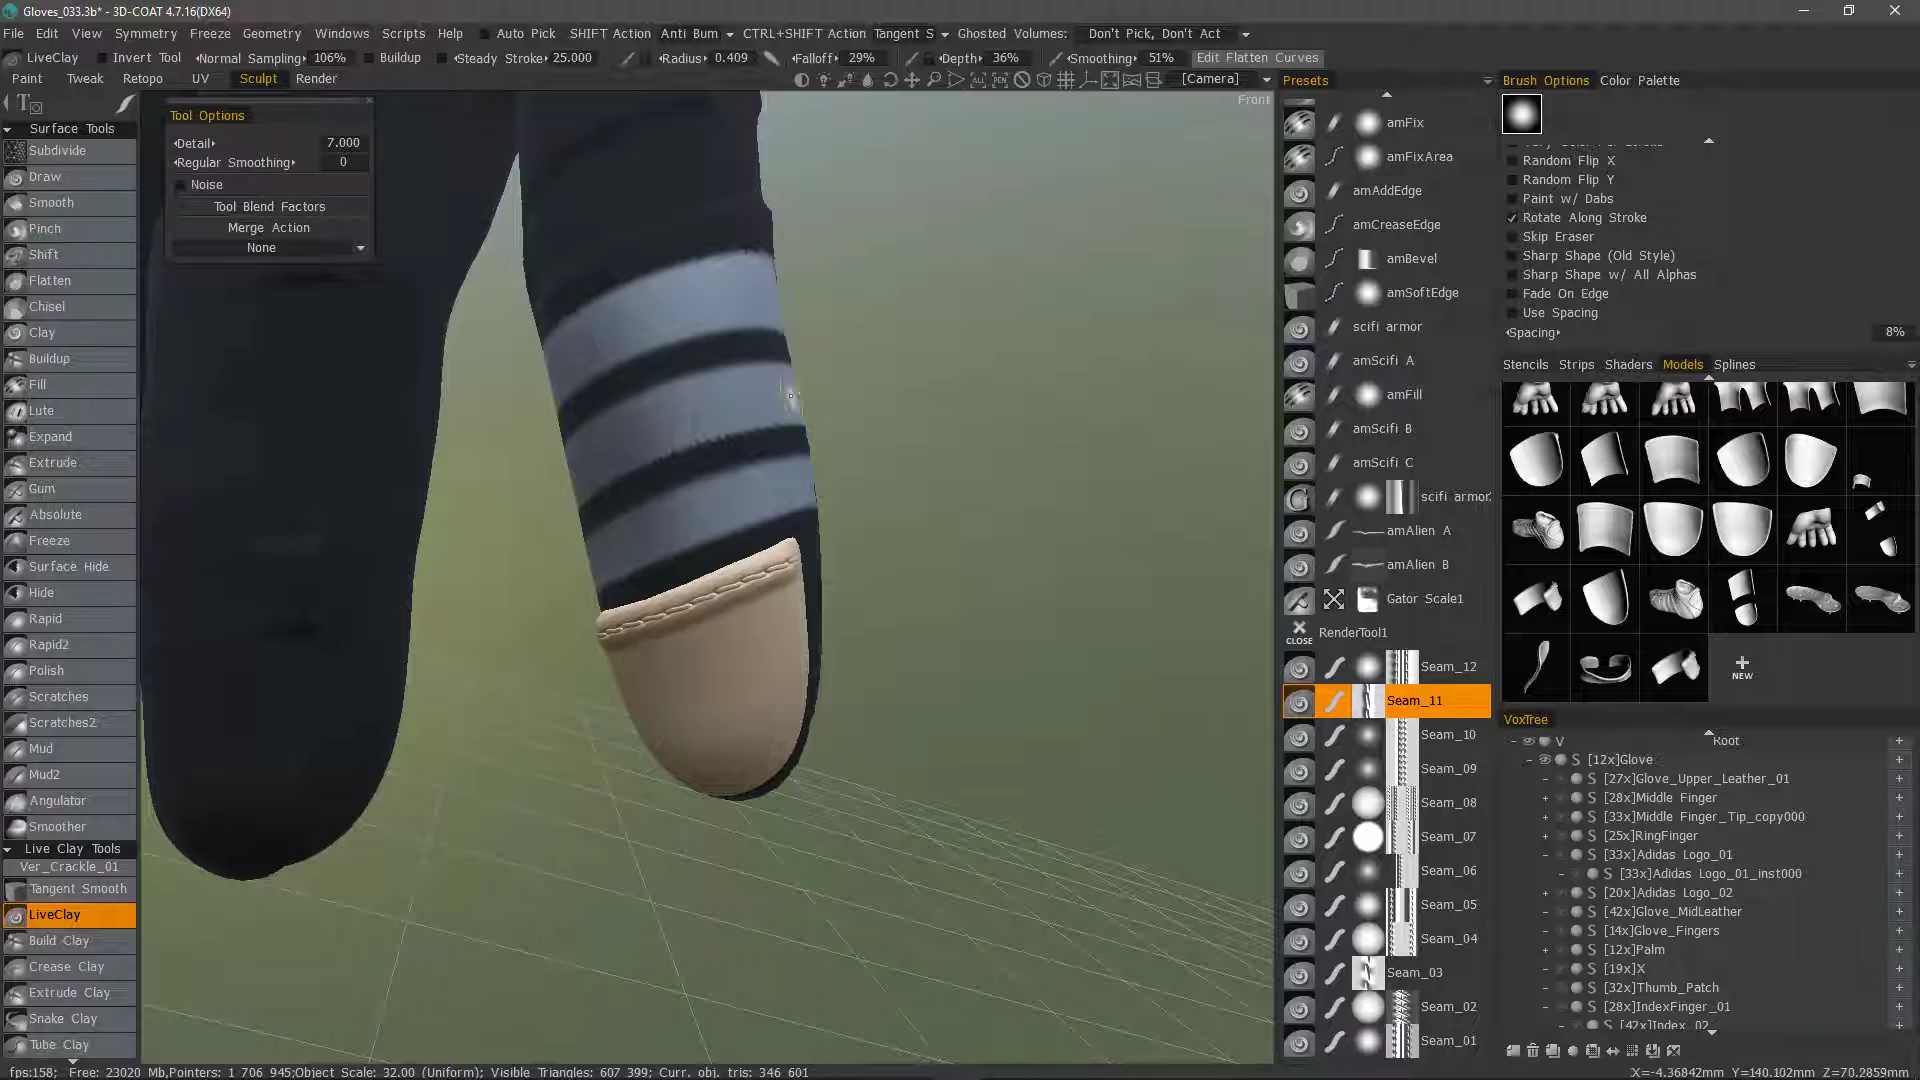 Gloves_033.3b* - 3D-COAT 4.7.16(DX64)
File Edit View Symmetry Freeze Geometry Windows Scripts Help Auto Pick SHIFT Action Anti Bum CTRL+SHIFT Action Tangent S Ghosted Volumes: Don't Pick, Don't Act
LiveClay Invert Tool Normal Sampling 106% Buildup Steady Stroke 25.000 Radius 0.409 Falloff 29% Depth 36% Smoothing 51% Edit Flatten Curves
Paint Tweak Retopo UV Sculpt Render [Camera]
Front
Tool Options
Detail 7.000
Regular Smoothing 0
Noise
Tool Blend Factors
Merge Action
None
Surface Tools
Subdivide
Draw
Smooth
Pinch
Shift
Flatten
Chisel
Clay
Buildup
Fill
Lute
Expand
Extrude
Gum
Absolute
Freeze
Surface Hide
Hide
Rapid
Rapid2
Polish
Scratches
Scratches2
Mud
Mud2
Angulator
Smoother
Live Clay Tools
Ver_Crackle_01
Tangent Smooth
LiveClay
Build Clay
Crease Clay
Extrude Clay
Snake Clay
Tube Clay
Presets
amFix
amFixArea
amAddEdge
amCreaseEdge
amBevel
amSoftEdge
scifi armor
amScifi A
amFill
amScifi B
amScifi C
scifi armor
amAlien A
amAlien B
Gator Scale1
CLOSE RenderTool1
Seam_12
Seam_11
Seam_10
Seam_09
Seam_08
Seam_07
Seam_06
Seam_05
Seam_04
Seam_03
Seam_02
Seam_01
Brush Options Color Palette
Random Flip X
Random Flip Y
Paint w/ Dabs
Rotate Along Stroke
Skip Eraser
Sharp Shape (Old Style)
Sharp Shape w/ All Alphas
Fade On Edge
Use Spacing
Spacing 8%
Stencils Strips Shaders Models Splines
NEW
VoxTree
V Root +
S [12x]Glove +
S [27x]Glove_Upper_Leather_01 +
S [28x]Middle Finger +
S [33x]Middle Finger_Tip_copy000 +
S [25x]RingFinger +
S [33x]Adidas Logo_01 +
S [33x]Adidas Logo_01_inst000 +
S [20x]Adidas Logo_02 +
S [42x]Glove_MidLeather +
S [14x]Glove_Fingers +
S [12x]Palm +
S [19x]X +
S [32x]Thumb_Patch +
S [28x]IndexFinger_01 +
S [42x]Index_02 +
fps:158; Free: 23020 Mb,Pointers: 1 706 945;Object Scale: 32.00 (Uniform); Visible Triangles: 607 399; Curr. obj. tris: 346 601
X=-4.36842mm Y=140.102mm Z=70.2859mm